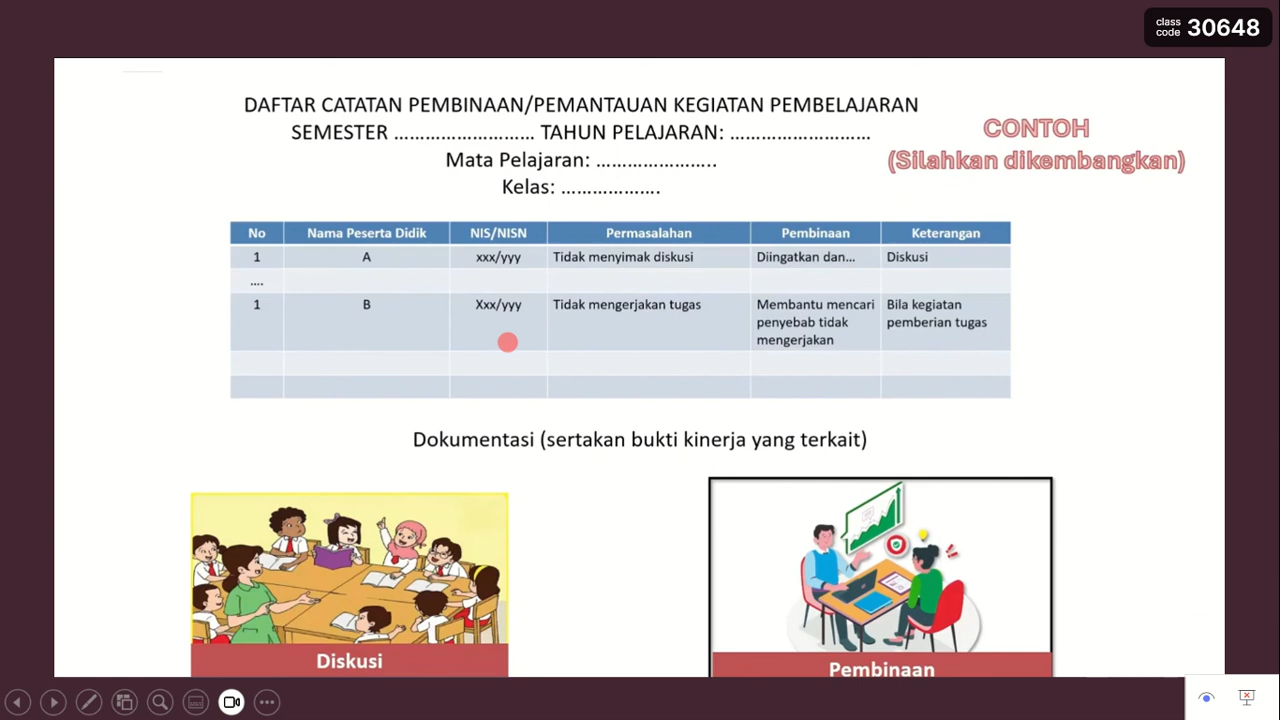 class code 30648
DAFTAR CATATAN PEMBINAAN/PEMANTAUAN KEGIATAN PEMBELAJARAN
SEMESTER ……………………… TAHUN PELAJARAN: ………………………
Mata Pelajaran: …………………..
Kelas: ……………….
CONTOH
(Silahkan dikembangkan)
No Nama Peserta Didik NIS/NISN Permasalahan Pembinaan Keterangan
1 A xxx/yyy Tidak menyimak diskusi Diingatkan dan... Diskusi
....
1 B Xxx/yyy Tidak mengerjakan tugas Membantu mencari penyebab tidak mengerjakan Bila kegiatan pemberian tugas
Dokumentasi (sertakan bukti kinerja yang terkait)
Diskusi
Pembinaan